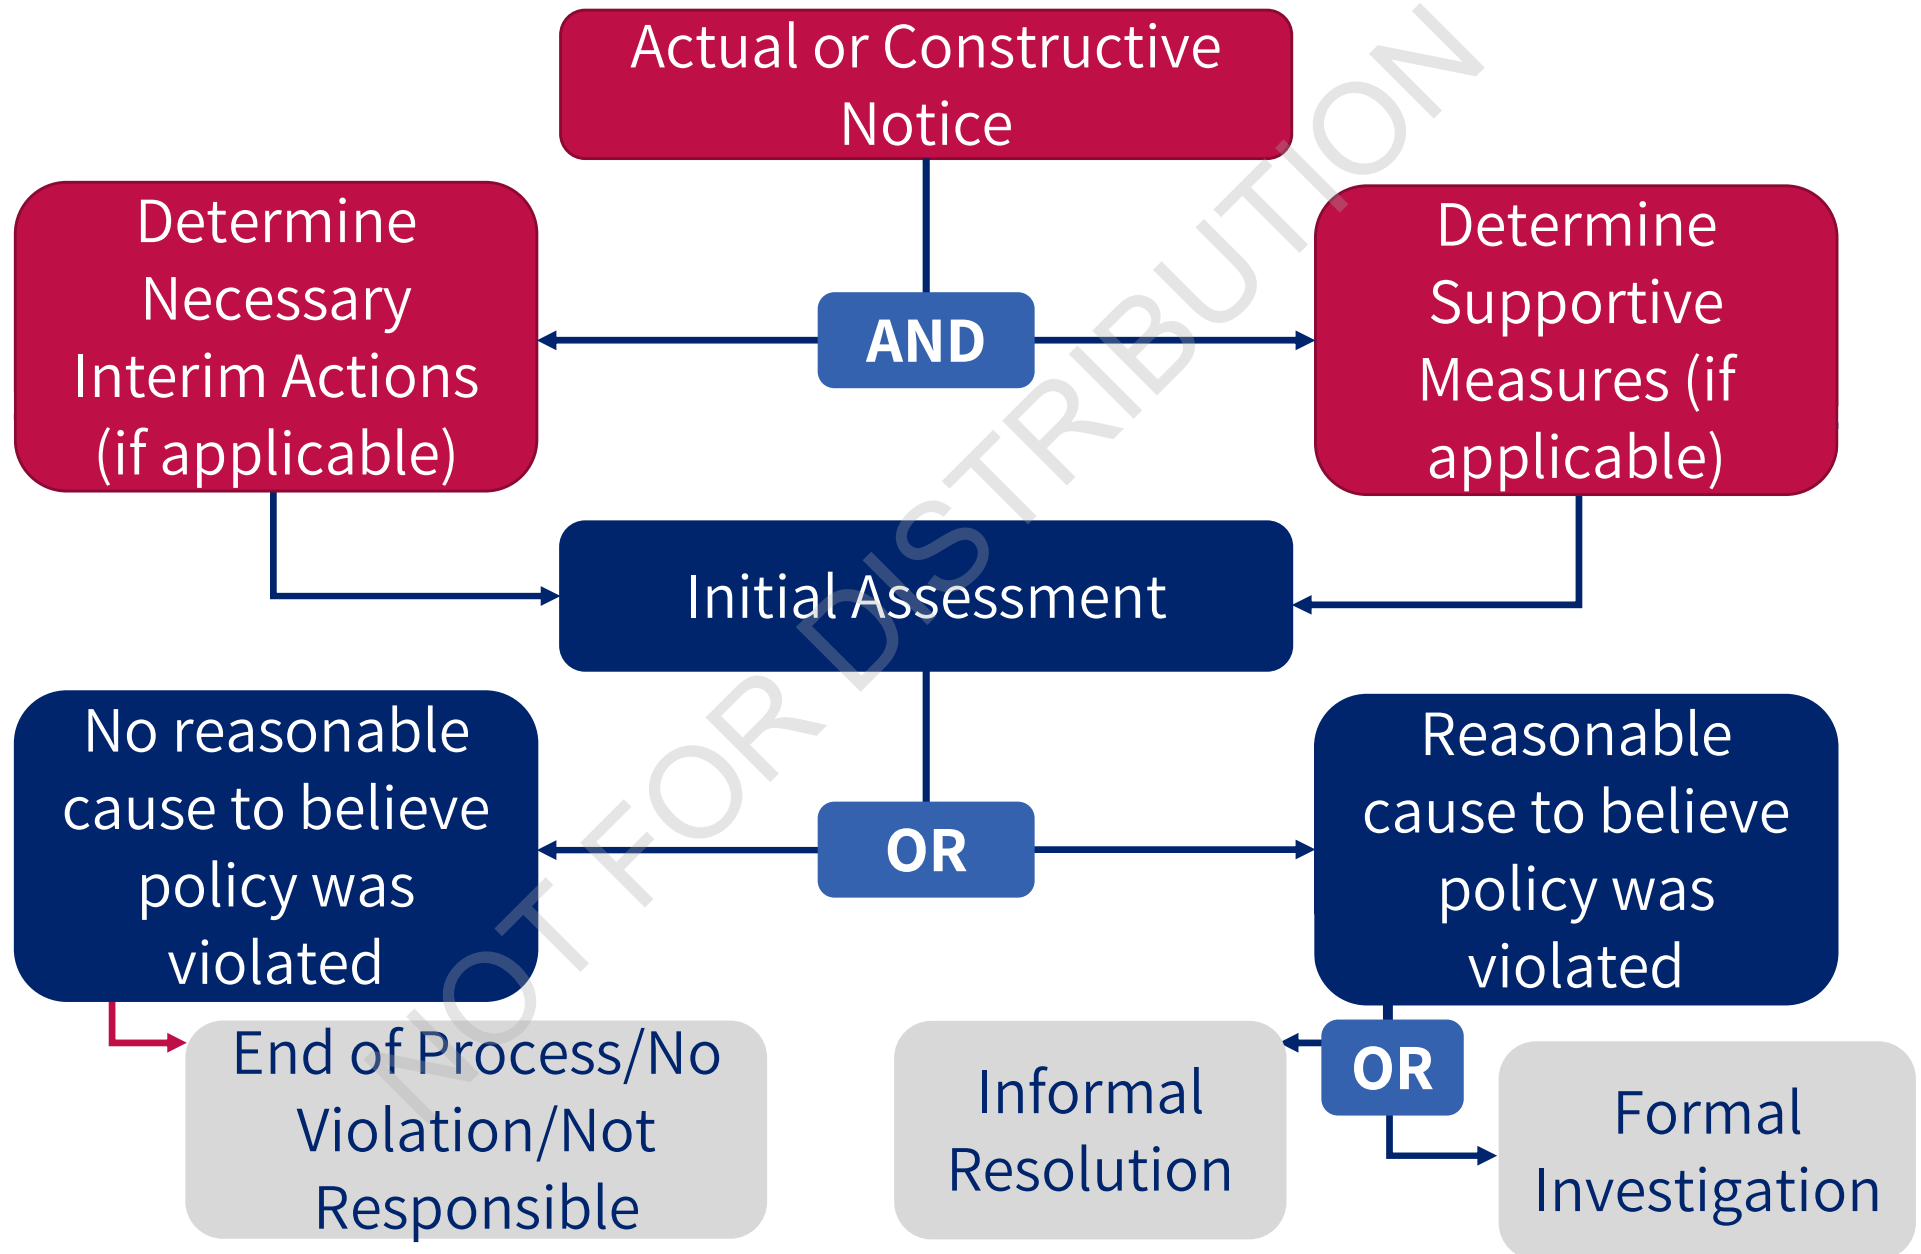 Actual or Constructive
Notice
Determine
Necessary
Interim Actions
(if applicable)
AND
Determine
Supportive
Measures (if
applicable)
Initial Assessment
No reasonable
cause to believe
policy was
violated
OR
Reasonable
cause to believe
policy was
violated
End of Process/No
Violation/Not
Responsible
Informal
Resolution
OR
Formal
Investigation
NOT FOR DISTRIBUTION